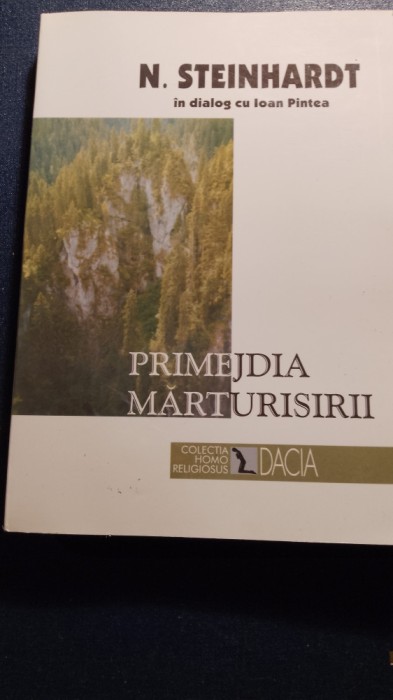 N. STEINHARDT
în dialog cu Ioan Pintea
PRIMEJDIA
MĂRTURISIRII
COLECȚIA
HOMO
RELIGIOSUS
DACIA